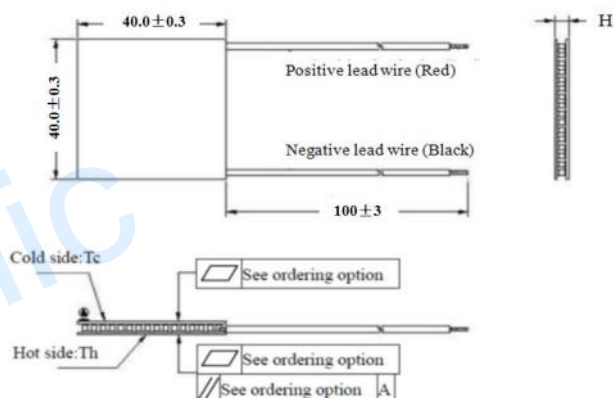 40.0±0.3
H
40.0±0.3
Positive lead wire (Red)
Negative lead wire (Black)
100±3
Cold side:Tc
See ordering option
Hot side:Th
See ordering option
See ordering option A